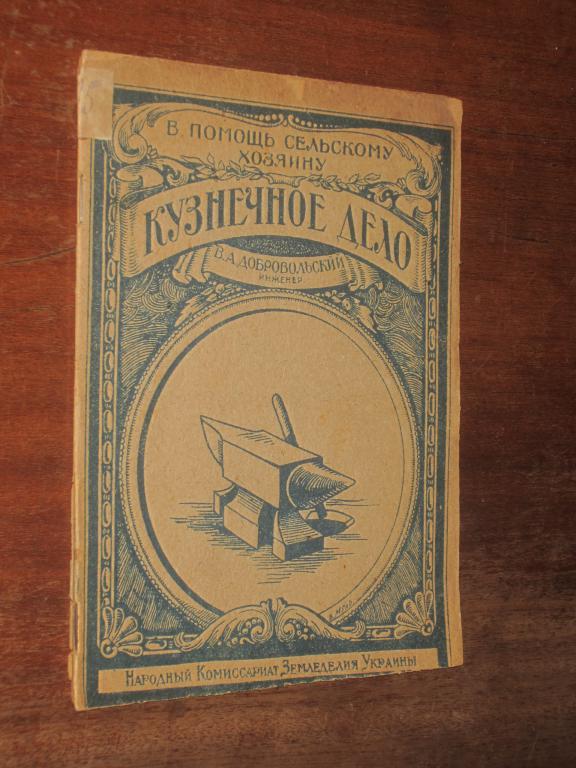 В ПОМОЩЬ СЕЛЬСКОМУ
ХОЗЯИНУ
КУЗНЕЧНОЕ ДЕЛО
В.А.ДОБРОВОЛЬСКИЙ
ИНЖЕНЕР
НАРОДНЫЙ КОМИССАРИАТ ЗЕМЛЕДЕЛИЯ УКРАИНЫ